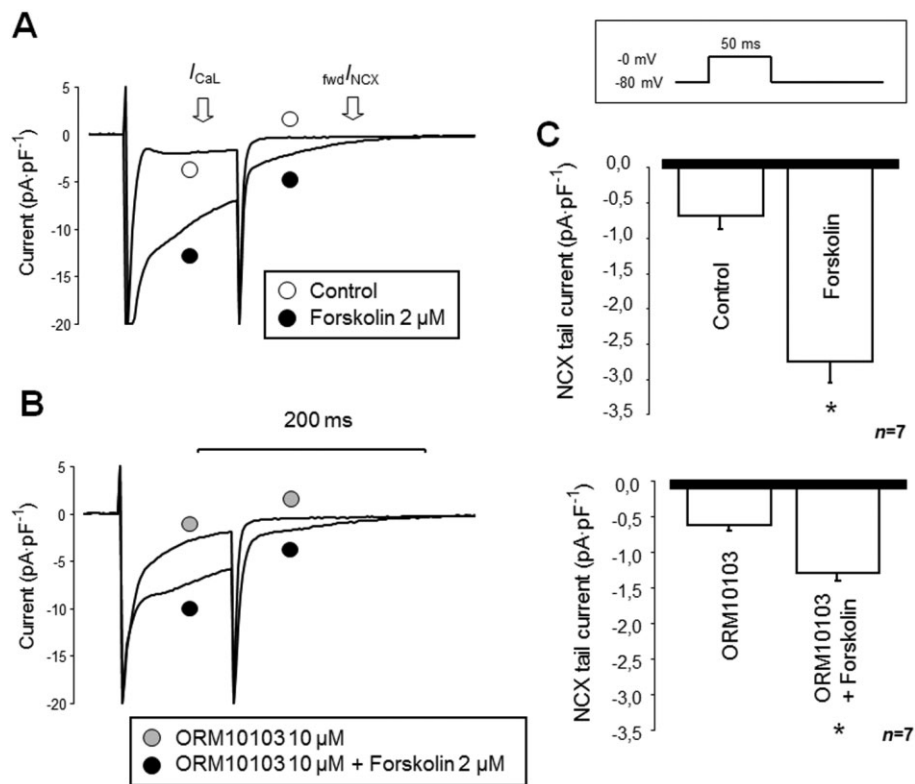 A
I_CaL
fwd I_NCX
5
0
-5
-10
-15
-20
Current (pA·pF⁻¹)
Control
Forskolin 2 µM
50 ms
-0 mV
-80 mV
C
0,0
-0,5
-1,0
-1,5
-2,0
-2,5
-3,0
-3,5
NCX tail current (pA·pF⁻¹)
Control
Forskolin
*
n=7
B
200 ms
5
0
-5
-10
-15
-20
Current (pA·pF⁻¹)
ORM10103 10 µM
ORM10103 10 µM + Forskolin 2 µM
0,0
-0,5
-1,0
-1,5
-2,0
-2,5
-3,0
-3,5
NCX tail current (pA·pF⁻¹)
ORM10103
ORM10103
+ Forskolin
*
n=7